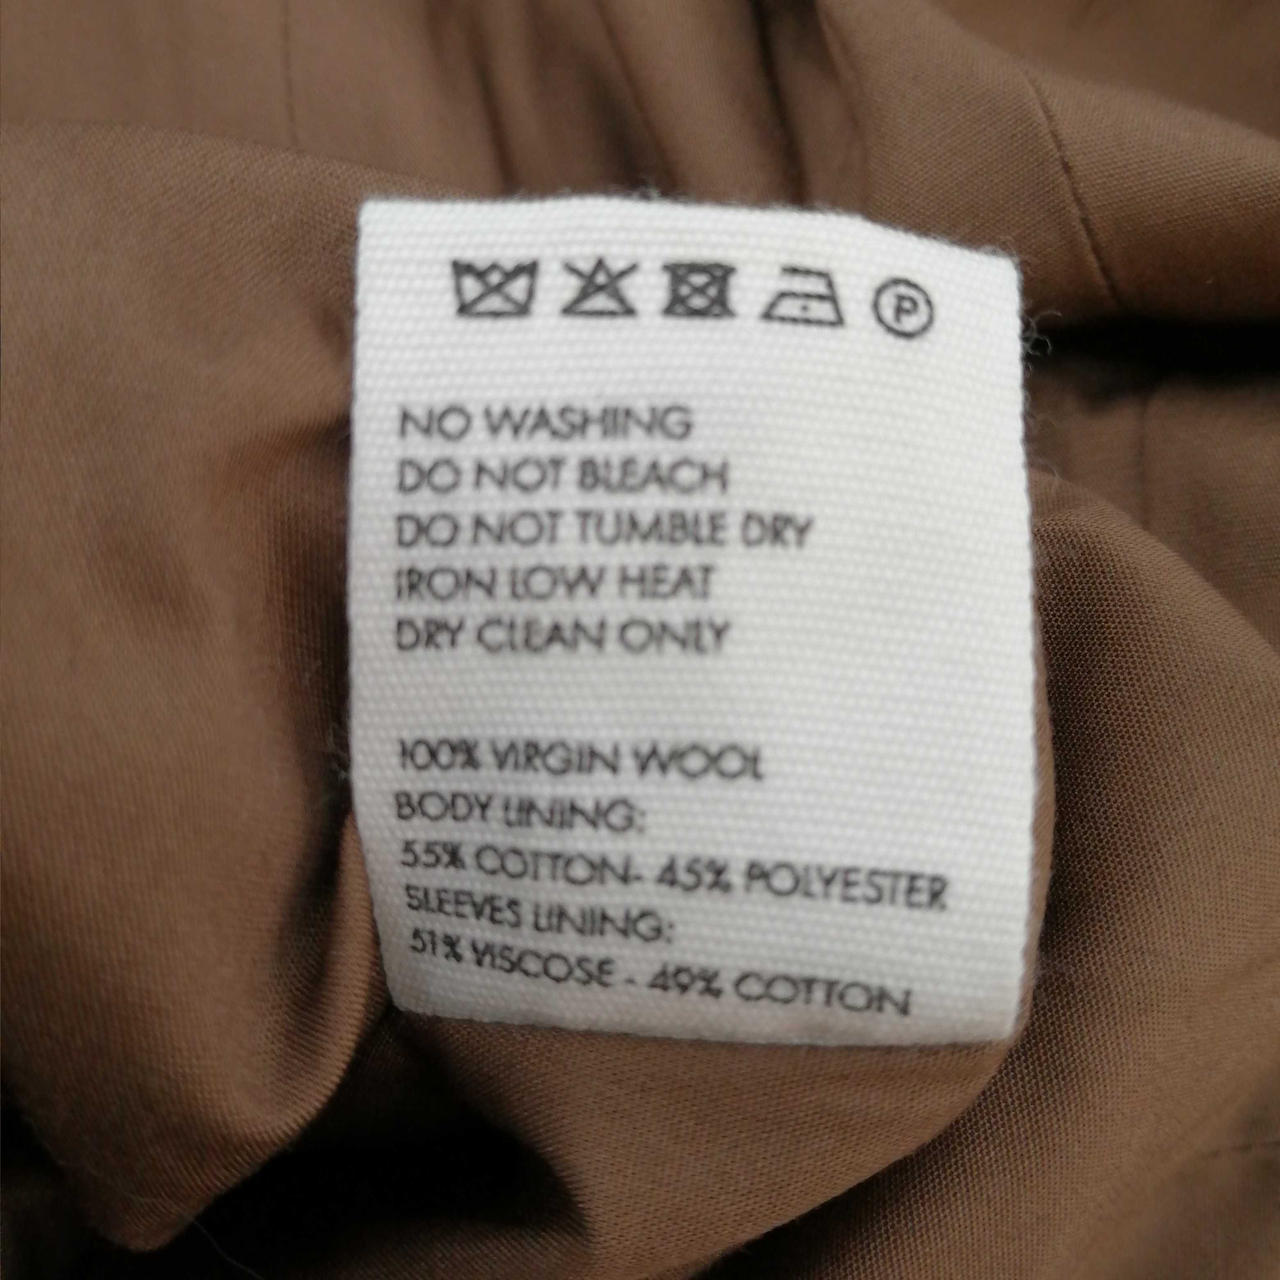 P
NO WASHING
DO NOT BLEACH
DO NOT TUMBLE DRY
IRON LOW HEAT
DRY CLEAN ONLY
100% VIRGIN WOOL
BODY LINING:
55% COTTON- 45% POLYESTER
SLEEVES LINING:
51% VISCOSE - 49% COTTON